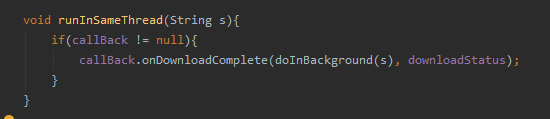 void runInSameThread(String s){
if(callBack != null){
callBack.onDownloadComplete(doInBackground(s), downloadStatus);
}
}